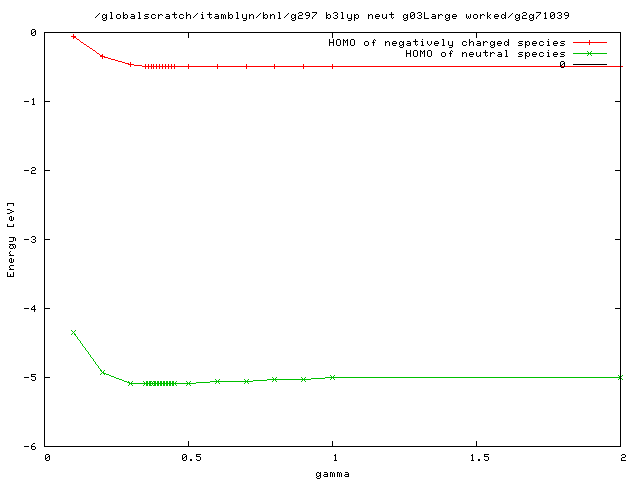 /globalscratch/itamblyn/bnl/g297 b3lyp neut g03Large worked/g2g71039
HOMO of negatively charged species
HOMO of neutral species
0
0
-1
-2
-3
-4
-5
-6
Energy [eV]
0
0.5
1
1.5
2
gamma